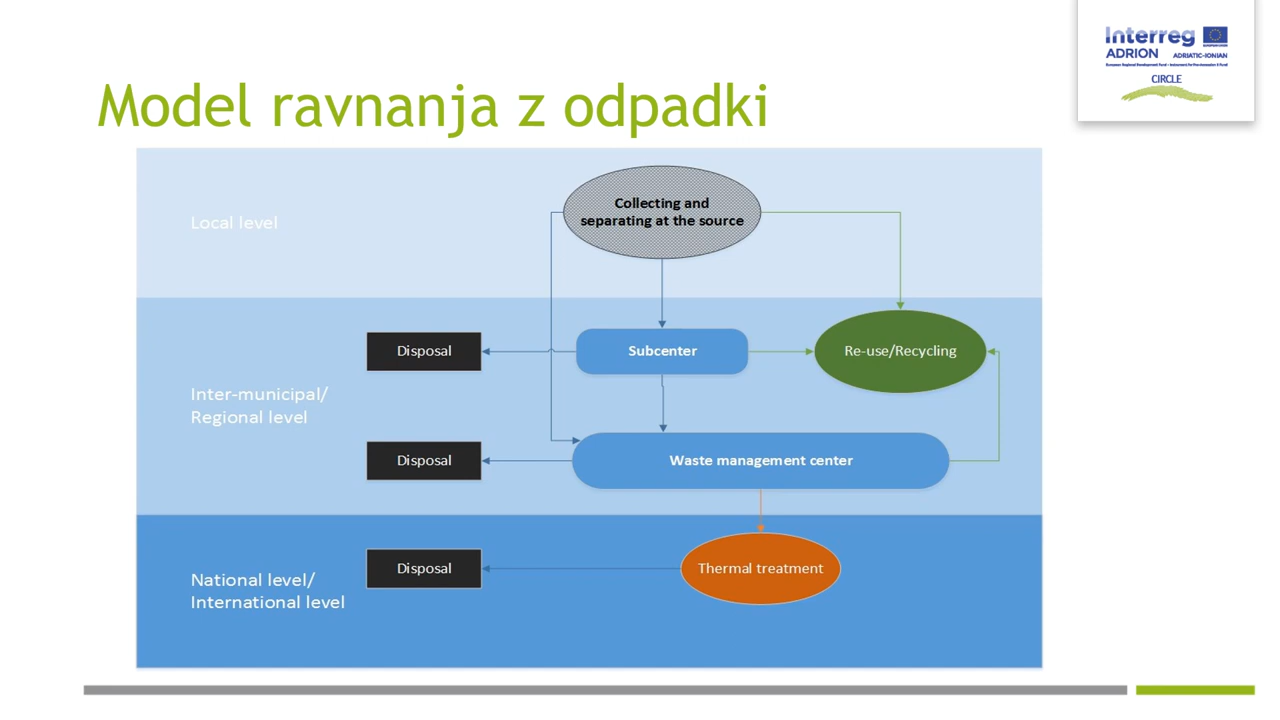 Interreg
ADRION ADRIATIC-IONIAN
European Regional Development Fund - Instrument for Pre-Accession II Fund
CIRCLE
Model ravnanja z odpadki
Local level
Collecting and
separating at the source
Disposal
Subcenter
Re-use/Recycling
Inter-municipal/
Regional level
Disposal
Waste management center
National level/
International level
Disposal
Thermal treatment